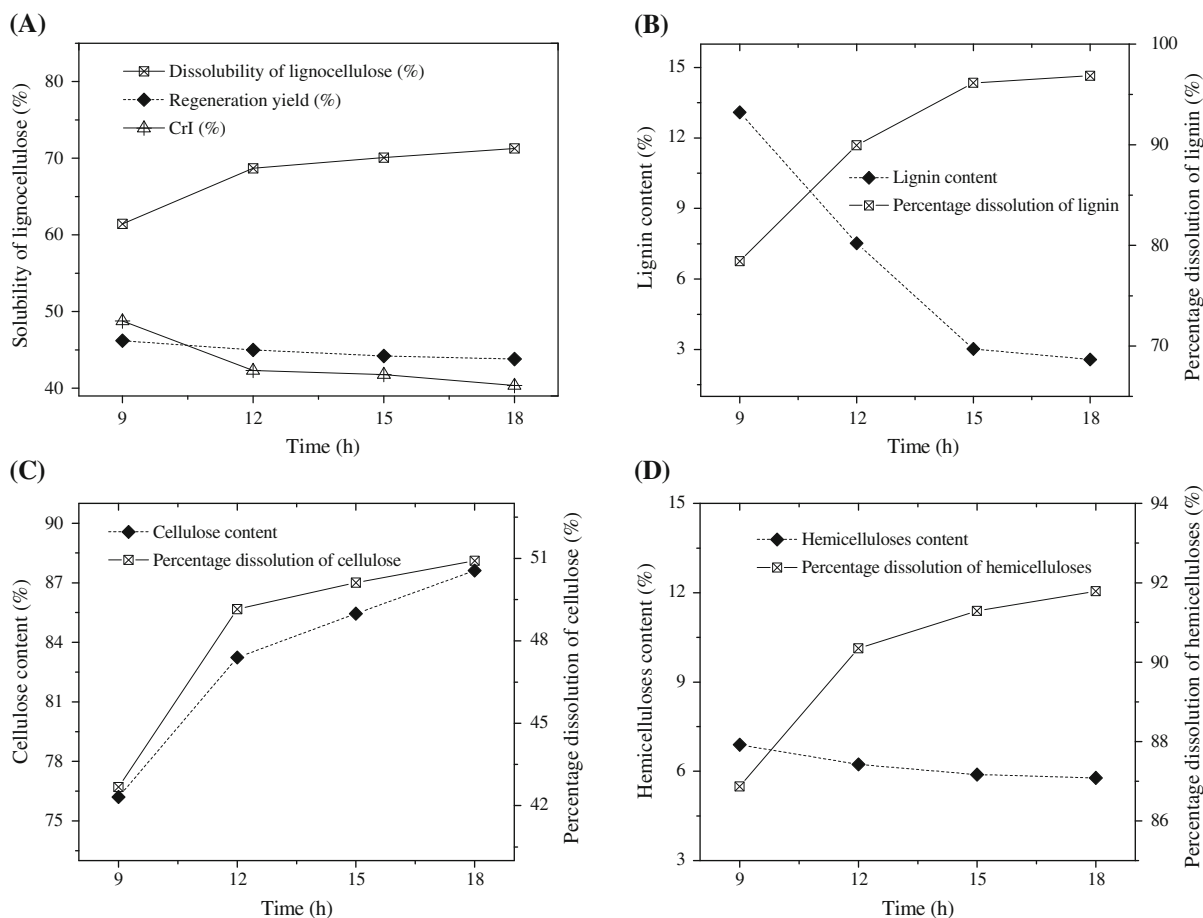 (A)
Dissolubility of lignocellulose (%)
Regeneration yield (%)
CrI (%)
Solubility of lignocellulose (%)
80
70
60
50
40
9 12 15 18
Time (h)
(B)
Lignin content
Percentage dissolution of lignin
Lignin content (%)
15
12
9
6
3
Percentage dissolution of lignin (%)
100
90
80
70
9 12 15 18
Time (h)
(C)
Cellulose content
Percentage dissolution of cellulose
Cellulose content (%)
90
87
84
81
78
75
Percentage dissolution of cellulose (%)
51
48
45
42
9 12 15 18
Time (h)
(D)
Hemicelluloses content
Percentage dissolution of hemicelluloses
Hemicelluloses content (%)
15
12
9
6
3
Percentage dissolution of hemicelluloses (%)
94
92
90
88
86
9 12 15 18
Time (h)